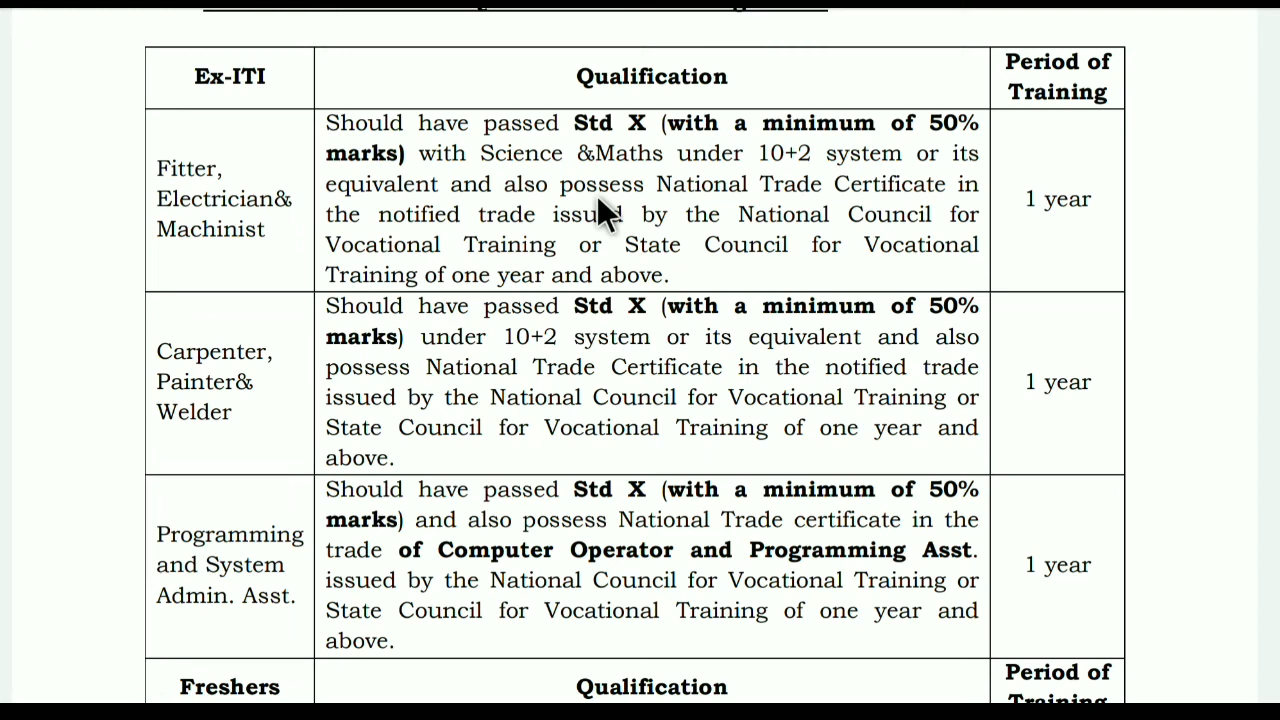 Ex-ITI
Qualification
Period of
Training
Fitter,
Electrician&
Machinist
Should have passed Std X (with a minimum of 50%
marks) with Science &Maths under 10+2 system or its
equivalent and also possess National Trade Certificate in
the notified trade issued by the National Council for
Vocational Training or State Council for Vocational
Training of one year and above.
1 year
Carpenter,
Painter&
Welder
Should have passed Std X (with a minimum of 50%
marks) under 10+2 system or its equivalent and also
possess National Trade Certificate in the notified trade
issued by the National Council for Vocational Training or
State Council for Vocational Training of one year and
above.
1 year
Programming
and System
Admin. Asst.
Should have passed Std X (with a minimum of 50%
marks) and also possess National Trade certificate in the
trade of Computer Operator and Programming Asst.
issued by the National Council for Vocational Training or
State Council for Vocational Training of one year and
above.
1 year
Freshers
Qualification
Period of
Training